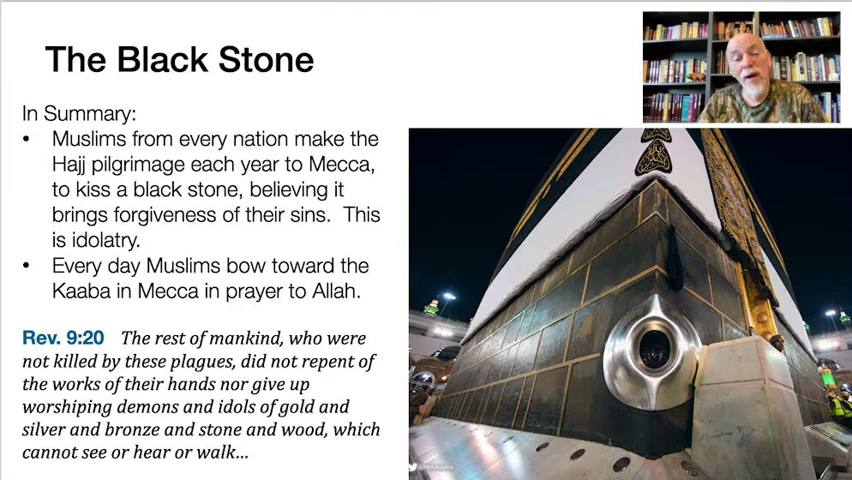 The Black Stone
In Summary:
• Muslims from every nation make the
Hajj pilgrimage each year to Mecca,
to kiss a black stone, believing it
brings forgiveness of their sins. This
is idolatry.
• Every day Muslims bow toward the
Kaaba in Mecca in prayer to Allah.
Rev. 9:20 The rest of mankind, who were
not killed by these plagues, did not repent of
the works of their hands nor give up
worshiping demons and idols of gold and
silver and bronze and stone and wood, which
cannot see or hear or walk…